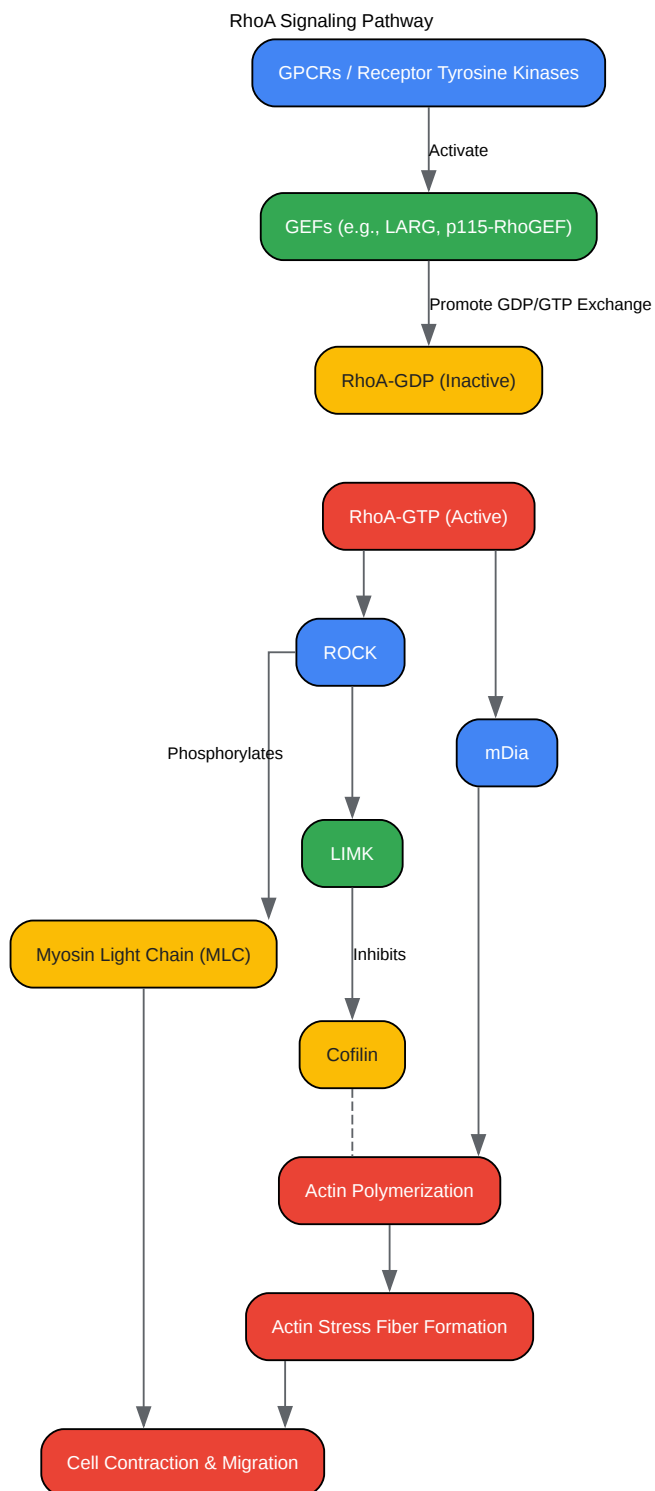 RhoA Signaling Pathway
GPCRs / Receptor Tyrosine Kinases
Activate
GEFs (e.g., LARG, p115-RhoGEF)
Promote GDP/GTP Exchange
RhoA-GDP (Inactive)
RhoA-GTP (Active)
ROCK
Phosphorylates
mDia
LIMK
Myosin Light Chain (MLC)
Inhibits
Cofilin
Actin Polymerization
Actin Stress Fiber Formation
Cell Contraction & Migration